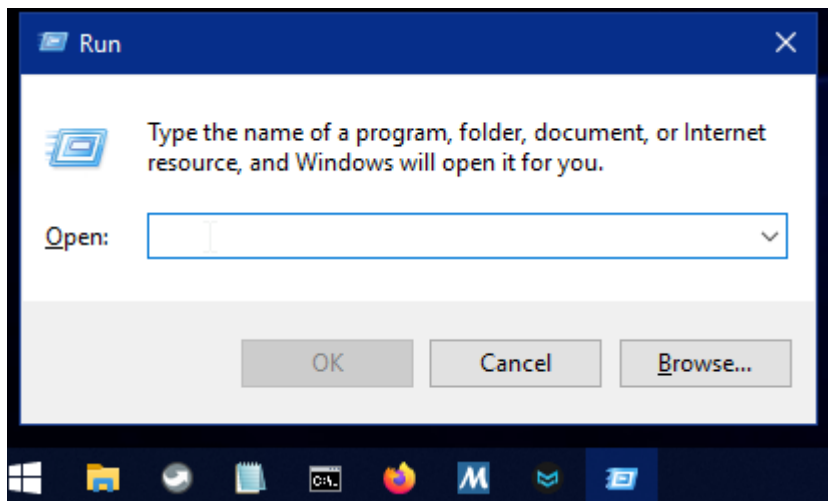 Run
Type the name of a program, folder, document, or Internet
resource, and Windows will open it for you.
Open:
OK
Cancel
Browse...
C:\.
M